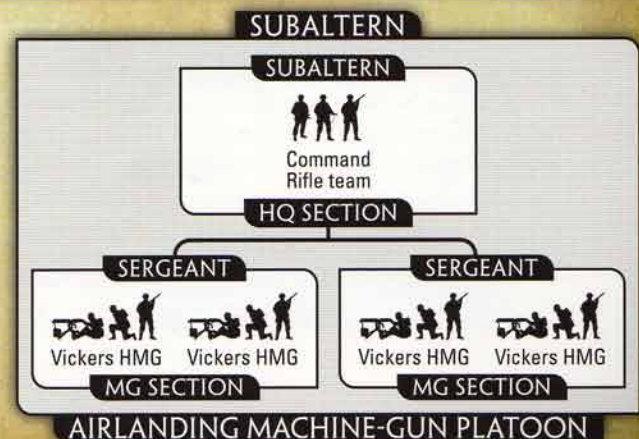 SUBALTERN
SUBALTERN
Command
Rifle team
HQ SECTION
SERGEANT SERGEANT
Vickers HMG Vickers HMG Vickers HMG Vickers HMG
MG SECTION MG SECTION
AIRLANDING MACHINE-GUN PLATOON